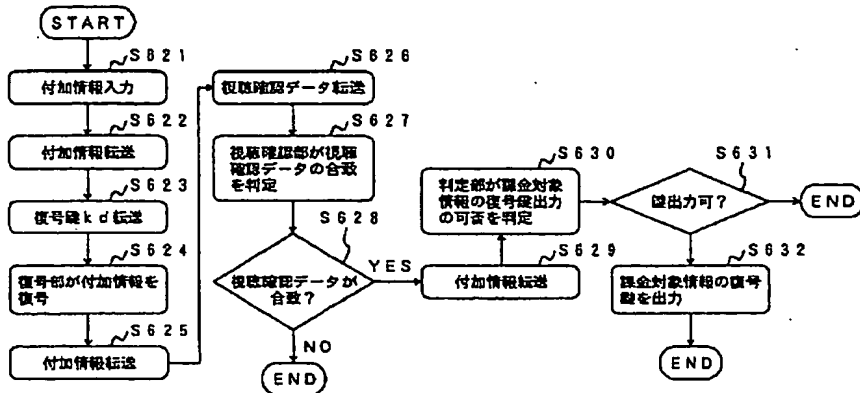 START
S621
付加情報入力
S622
付加情報転送
S623
復号鍵kd転送
S624
復号部が付加情報を
復号
S625
付加情報転送
S626
視聴確認データ転送
S627
視聴確認部が視聴
確認データの合致
を判定
S628
視聴確認データが
合致?
YES
NO
END
S629
付加情報転送
S630
判定部が課金対象
情報の復号鍵出力
の可否を判定
S631
鍵出力可?
END
S632
課金対象情報の復号
鍵を出力
END